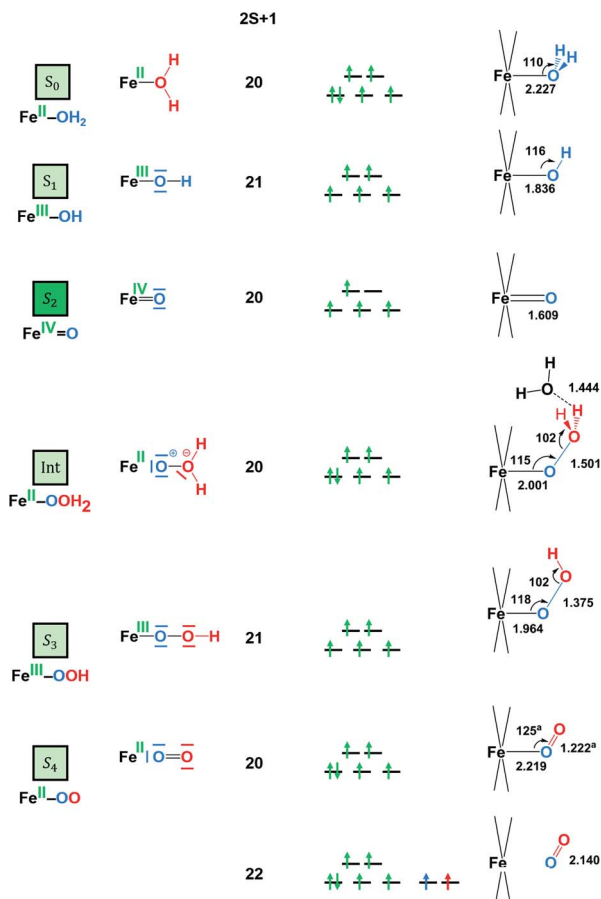 2S+1
S₀
Feᴵᴵ–OH₂
Feᴵᴵ–O
H
H
20
Fe–O
H
H
110
2.227
S₁
Feᴵᴵᴵ–OH
Feᴵᴵᴵ–O–H
21
Fe–O
H
116
1.836
S₂
Feᴵⱽ=O
Feᴵⱽ=O
20
Fe=O
1.609
Int
Feᴵᴵ–OOH₂
Feᴵᴵ |O–O
⊕
⊖
H
H
20
H
H–O
1.444
H
H
O
102
1.501
115
Fe–O
2.001
S₃
Feᴵᴵᴵ–OOH
Feᴵᴵᴵ–O–O–H
21
H
O
102
1.375
118
Fe–O
1.964
S₄
Feᴵᴵ–OO
Feᴵᴵ |O=O
20
O
125ᵃ
1.222ᵃ
Fe–O
2.219
22
Fe
O
O
2.140